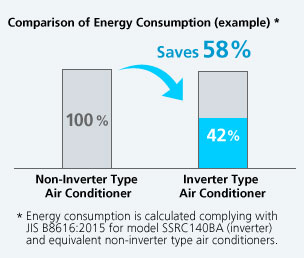 Comparison of Energy Consumption (example) *
Saves 58%
100 %
42%
Non-Inverter Type
Air Conditioner
Inverter Type
Air Conditioner
* Energy consumption is calculated complying with
JIS B8616:2015 for model SSRC140BA (inverter)
and equivalent non-inverter type air conditioners.